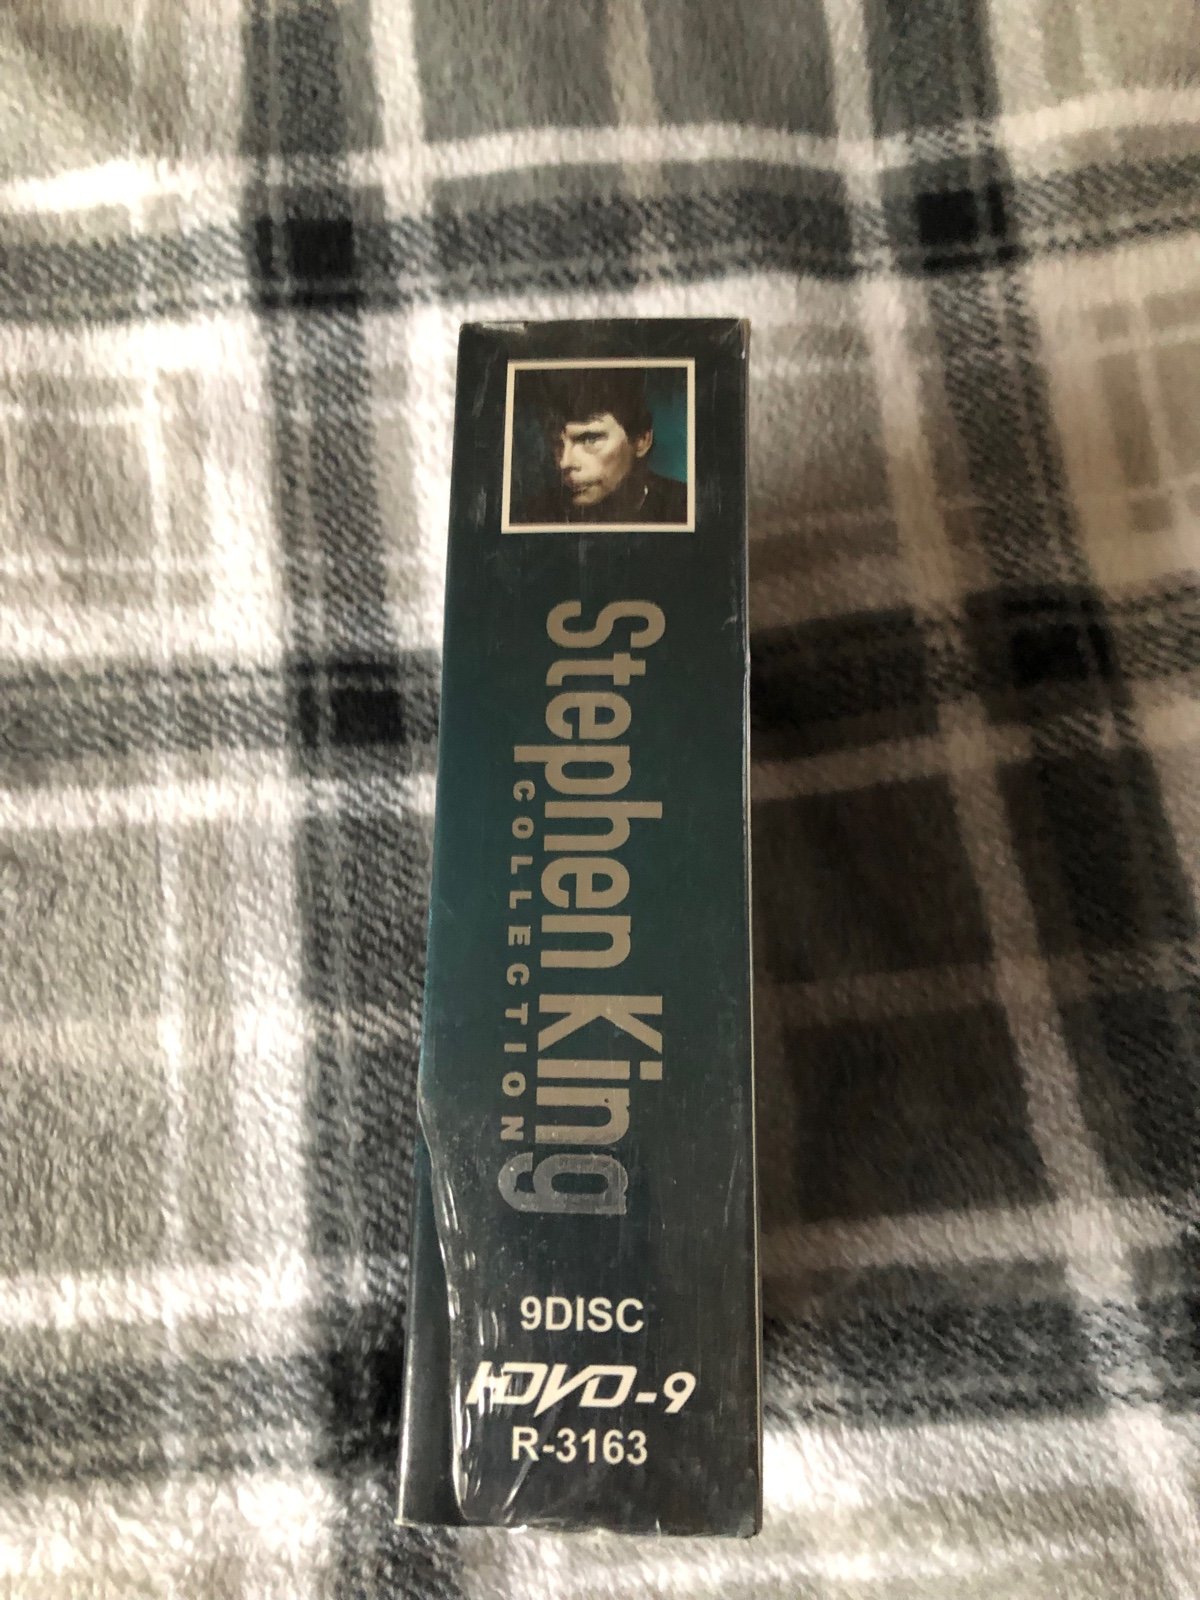 Stephen King
COLLECTION
9DISC
HDVD-9
R-3163